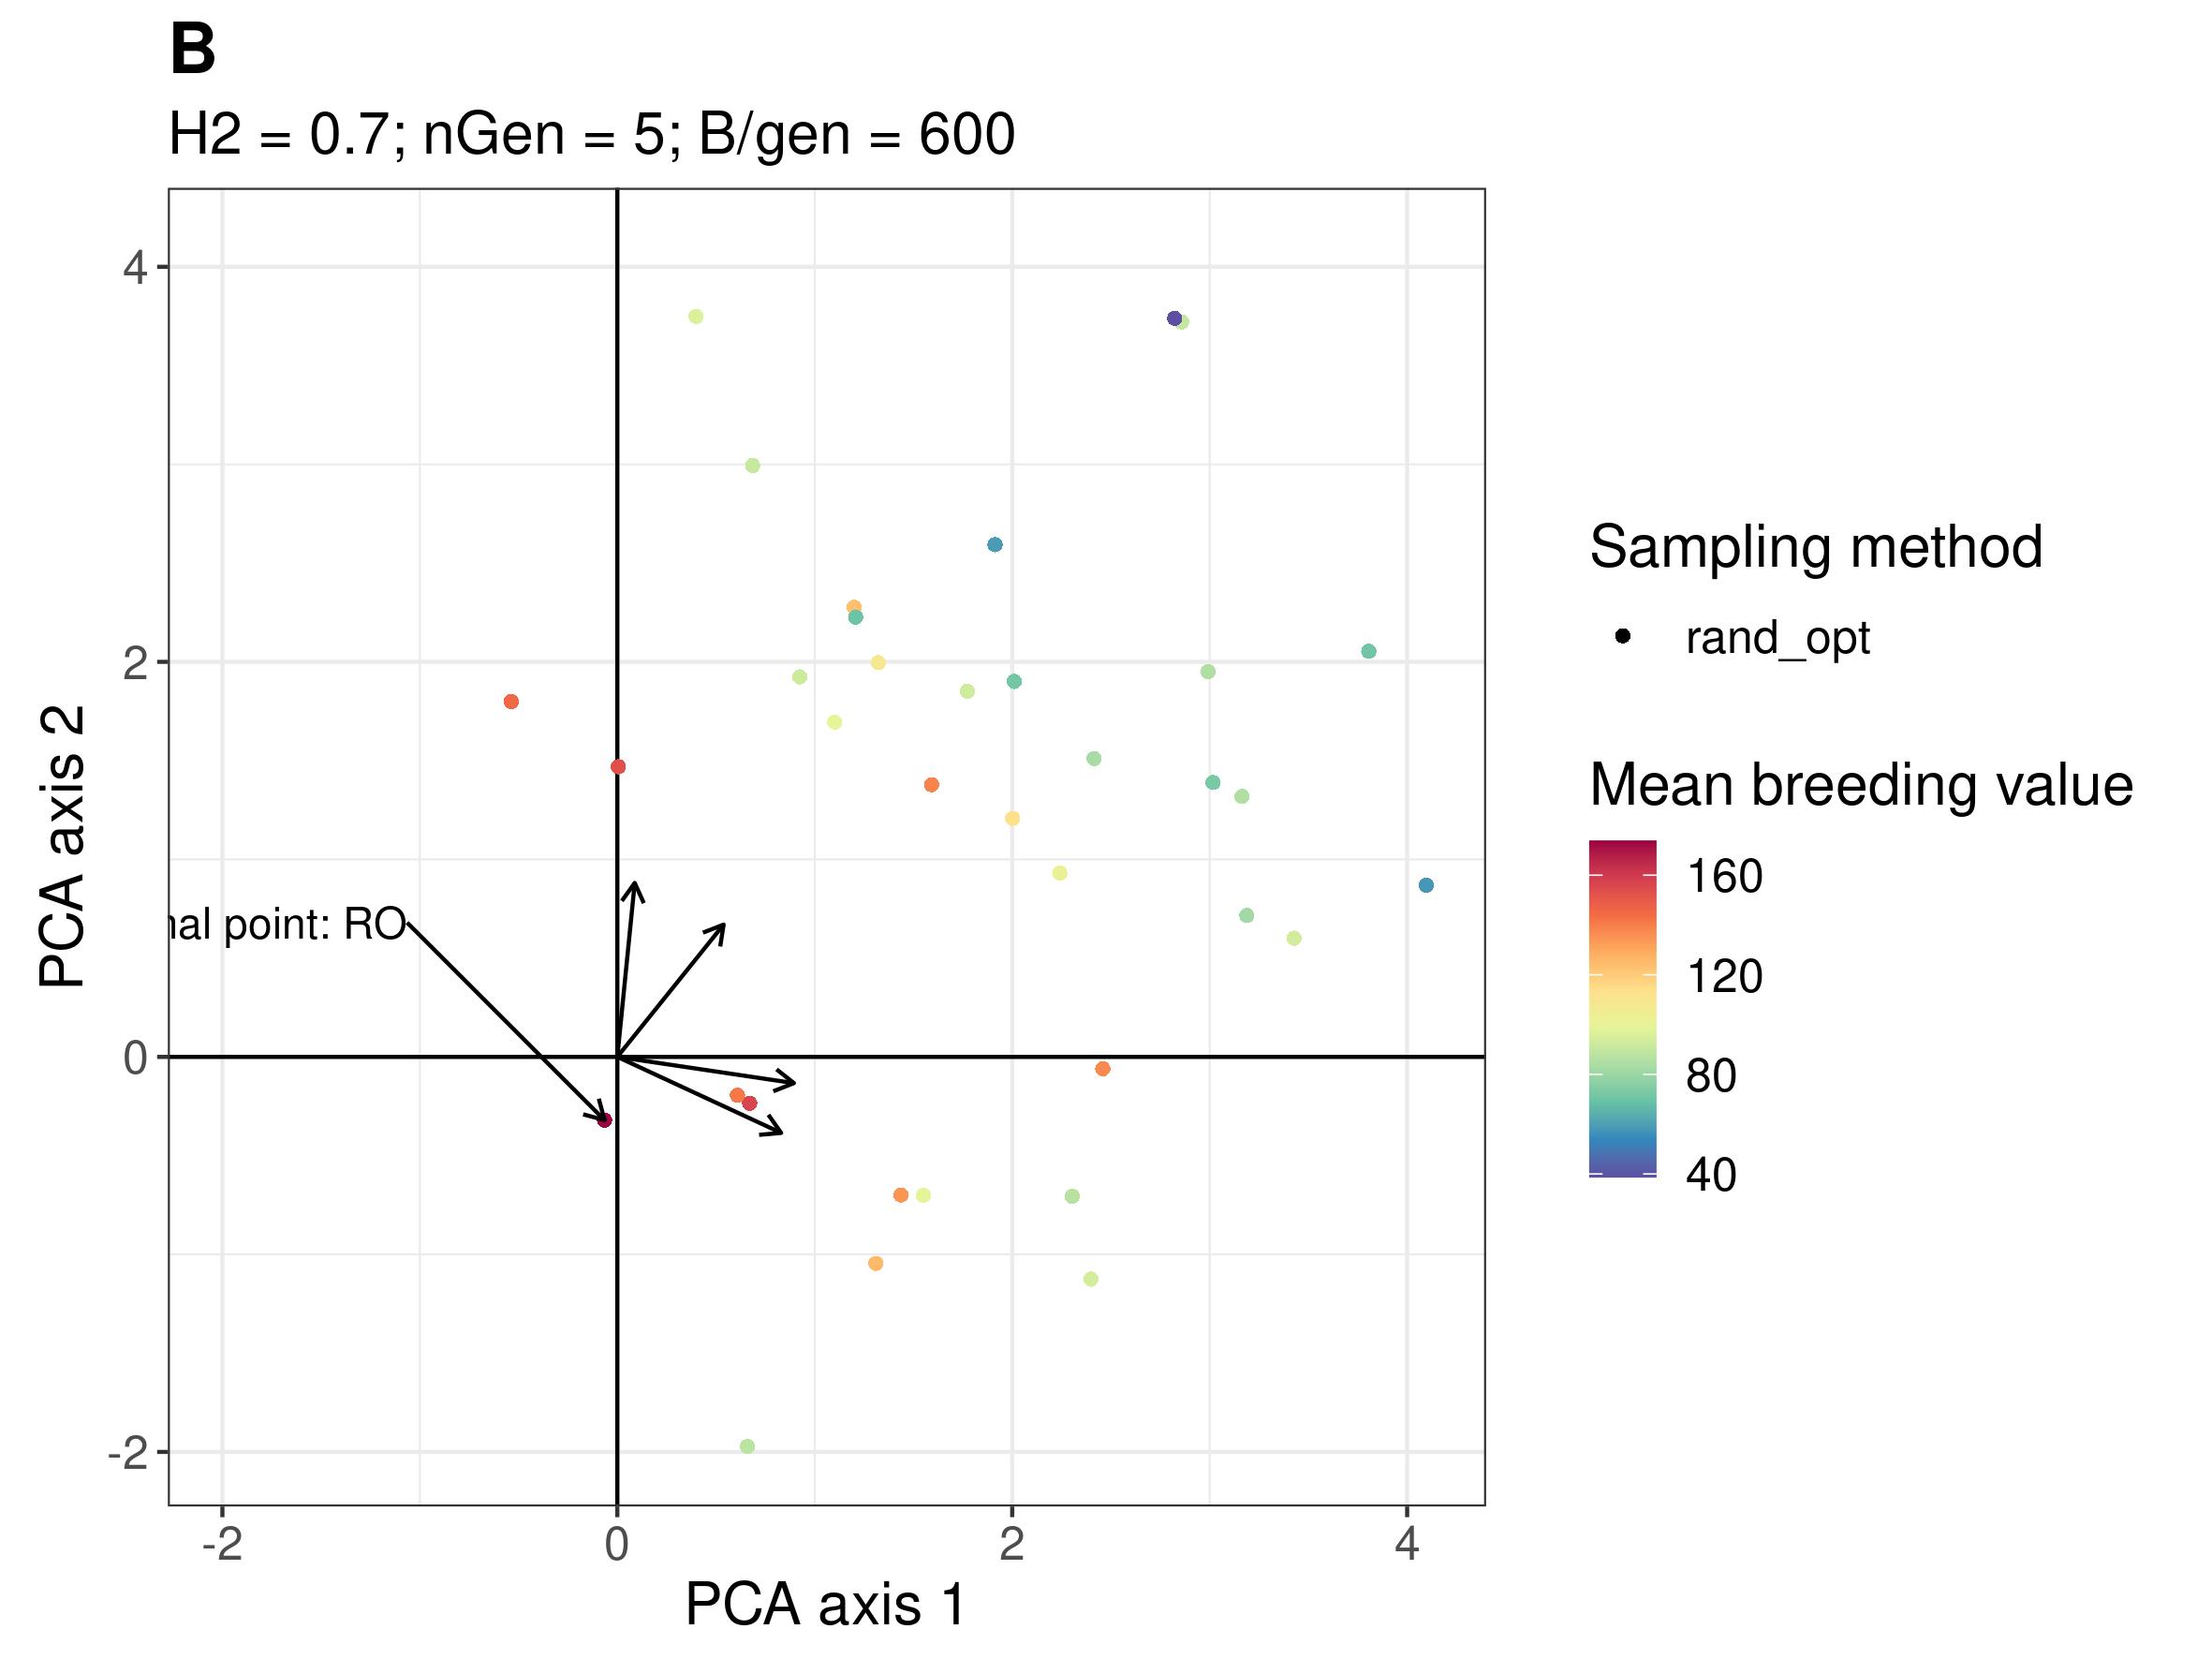 B
H2 = 0.7; nGen = 5; B/gen = 600
4
2
0
-2
PCA axis 2
point: RO
-2
0
2
4
PCA axis 1
Sampling method
rand_opt
Mean breeding value
160
120
80
40